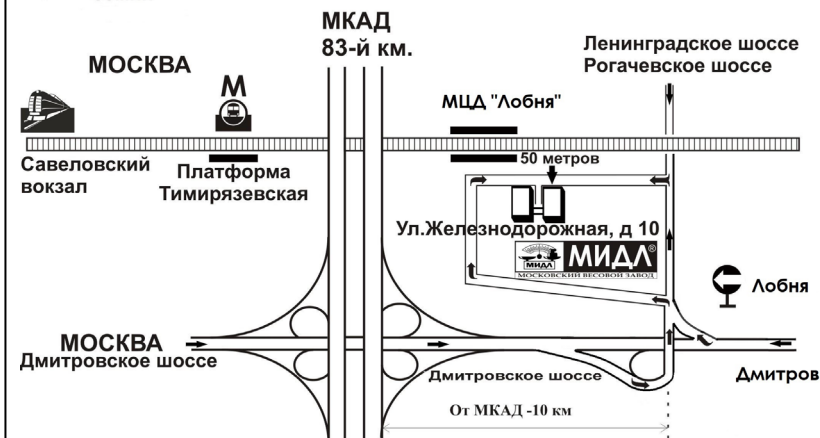 МКАД
83-й км.
Ленинградское шоссе
Рогачевское шоссе
МОСКВА
М
МЦД "Лобня"
Савеловский
вокзал
Платформа
Тимирязевская
50 метров
Ул.Железнодорожная, д 10
МИДЛ
МИДЛ®
МОСКОВСКИЙ ВЕСОВОЙ ЗАВОД
Лобня
МОСКВА
Дмитровское шоссе
Дмитровское шоссе
Дмитров
От МКАД -10 км